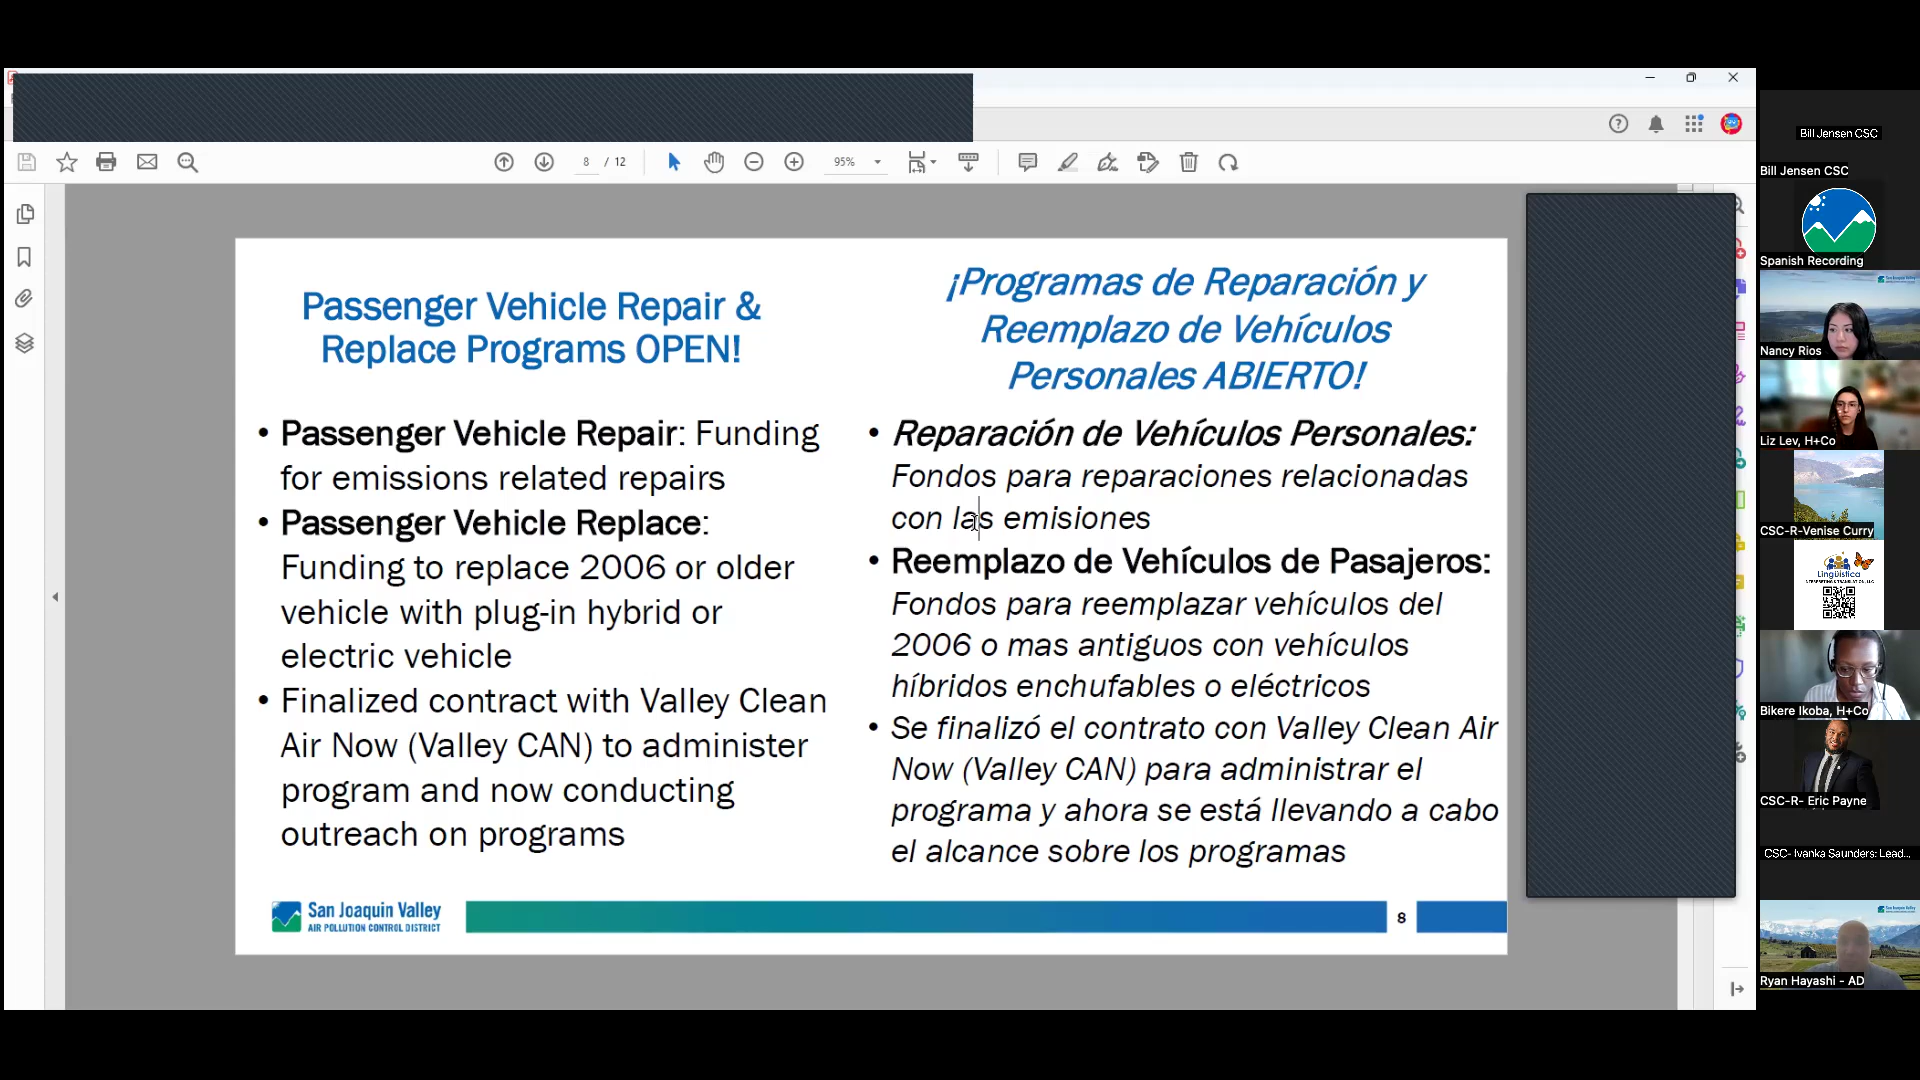 8 / 12
95%
Passenger Vehicle Repair &
Replace Programs OPEN!
• Passenger Vehicle Repair: Funding
for emissions related repairs
• Passenger Vehicle Replace:
Funding to replace 2006 or older
vehicle with plug-in hybrid or
electric vehicle
• Finalized contract with Valley Clean
Air Now (Valley CAN) to administer
program and now conducting
outreach on programs
¡Programas de Reparación y
Reemplazo de Vehículos
Personales ABIERTO!
• Reparación de Vehículos Personales:
Fondos para reparaciones relacionadas
con las emisiones
• Reemplazo de Vehículos de Pasajeros:
Fondos para reemplazar vehículos del
2006 o mas antiguos con vehículos
híbridos enchufables o eléctricos
• Se finalizó el contrato con Valley Clean Air
Now (Valley CAN) para administrar el
programa y ahora se está llevando a cabo
el alcance sobre los programas
San Joaquin Valley
AIR POLLUTION CONTROL DISTRICT
8
Bill Jensen CSC
Bill Jensen CSC
Spanish Recording
Nancy Rios
Liz Lev, H+Co
CSC-R-Venise Curry
Lingüística
INTERPRETING & TRANSLATION, LLC
Bikere Ikoba, H+Co
CSC-R- Eric Payne
CSC- Ivanka Saunders: Lead...
Ryan Hayashi - AD